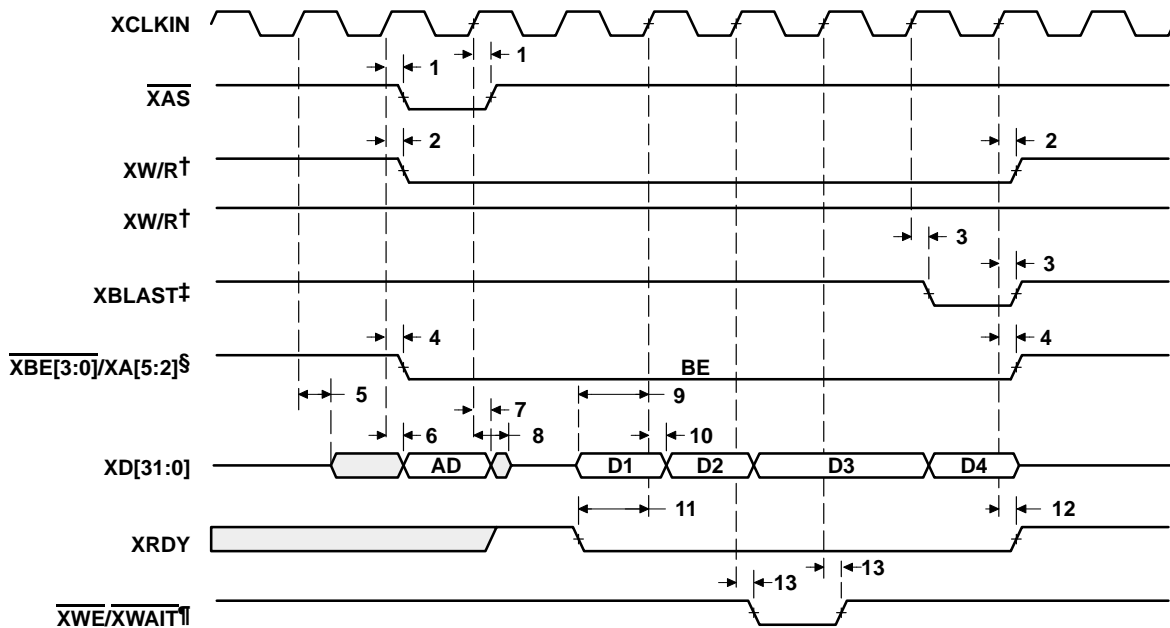 XCLKIN
1
1
XAS
2
2
XW/R†
XW/R†
3
3
XBLAST‡
4
4
XBE[3:0]/XA[5:2]§
BE
5
9
7
6
8
10
XD[31:0]
AD
D1
D2
D3
D4
11
12
XRDY
13
13
XWE/XWAIT¶